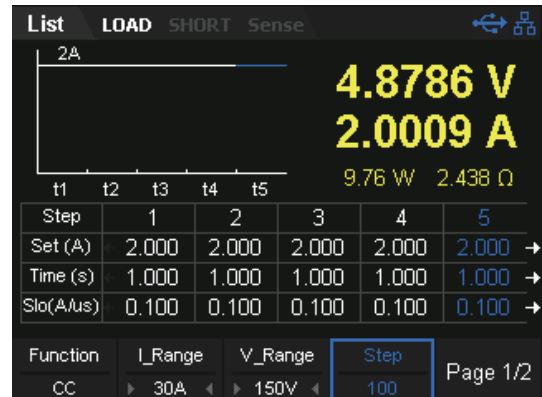 List LOAD SHORT Sense
2A
4.8786 V
2.0009 A
9.76 W 2.438 Ω
t1 t2 t3 t4 t5
Step 1 2 3 4 5
Set (A) 2.000 2.000 2.000 2.000 2.000
Time (s) 1.000 1.000 1.000 1.000 1.000
Slo(A/us) 0.100 0.100 0.100 0.100 0.100
Function I_Range V_Range Step Page 1/2
CC 30A 150V 100